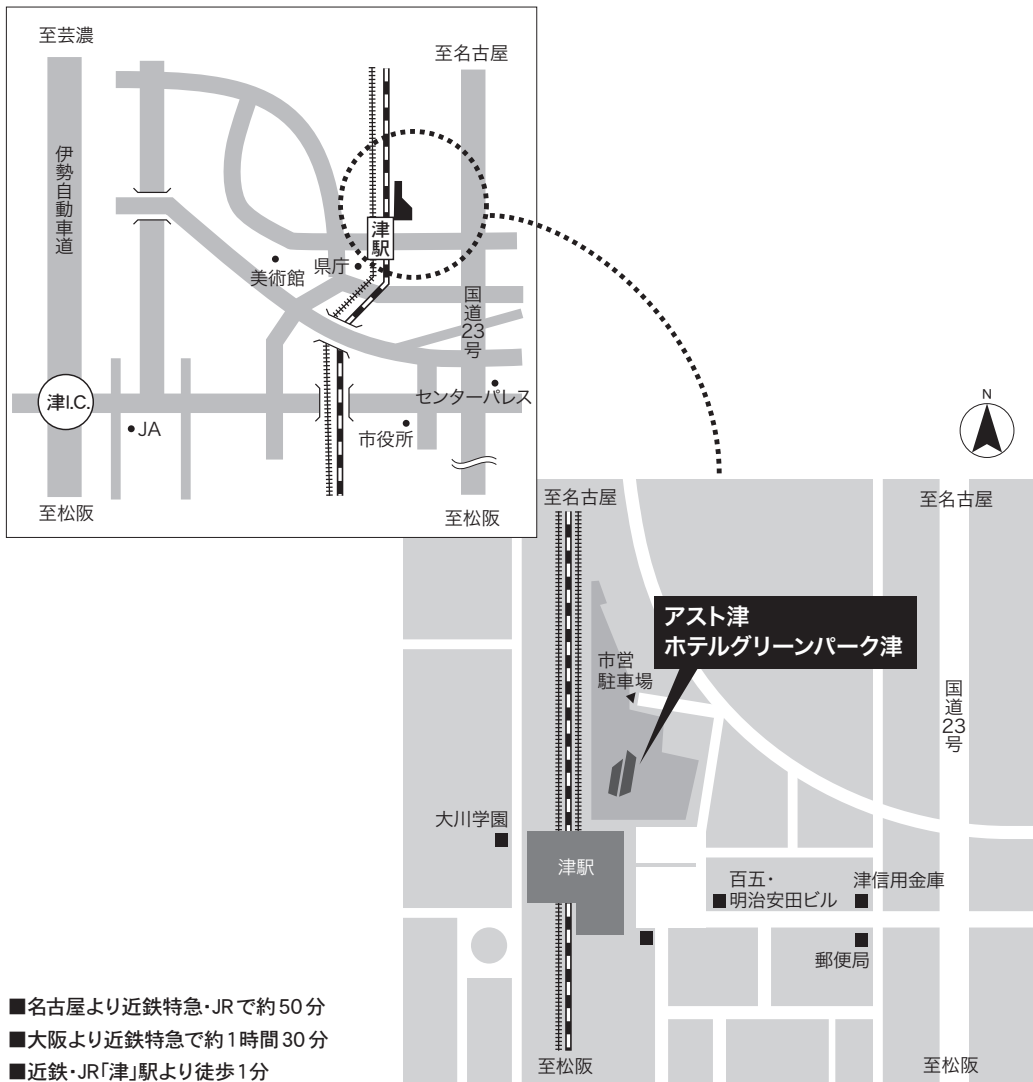 至芸濃
至名古屋
伊勢自動車道
津駅
県庁
美術館
国道23号
津I.C.
センターパレス
JA
市役所
至松阪
至松阪
N
至名古屋
至名古屋
アスト津
ホテルグリーンパーク津
市営
駐車場
国道23号
大川学園
津駅
百五・
明治安田ビル
津信用金庫
郵便局
至松阪
至松阪
■名古屋より近鉄特急・JRで約50分
■大阪より近鉄特急で約1時間30分
■近鉄・JR「津」駅より徒歩1分